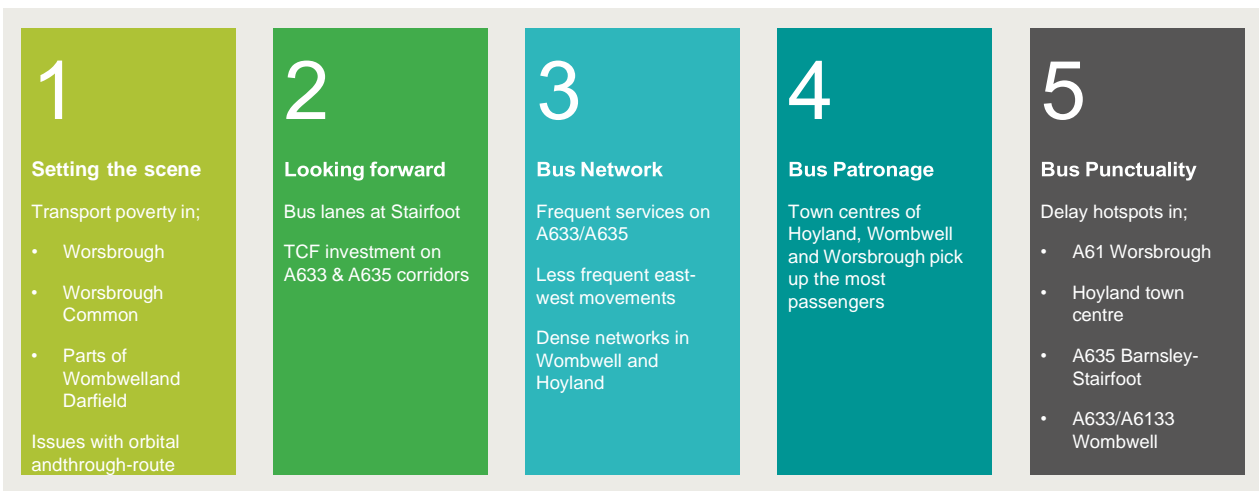 1
Setting the scene
Transport poverty in;
• Worsbrough
• Worsbrough
Common
• Parts of
Wombwelland
Darfield
Issues with orbital
andthrough-route
2
Looking forward
Bus lanes at Stairfoot
TCF investment on
A633 & A635 corridors
3
Bus Network
Frequent services on
A633/A635
Less frequent east-
west movements
Dense networks in
Wombwell and
Hoyland
4
Bus Patronage
Town centres of
Hoyland, Wombwell
and Worsbrough pick
up the most
passengers
5
Bus Punctuality
Delay hotspots in;
• A61 Worsbrough
• Hoyland town
centre
• A635 Barnsley-
Stairfoot
• A633/A6133
Wombwell